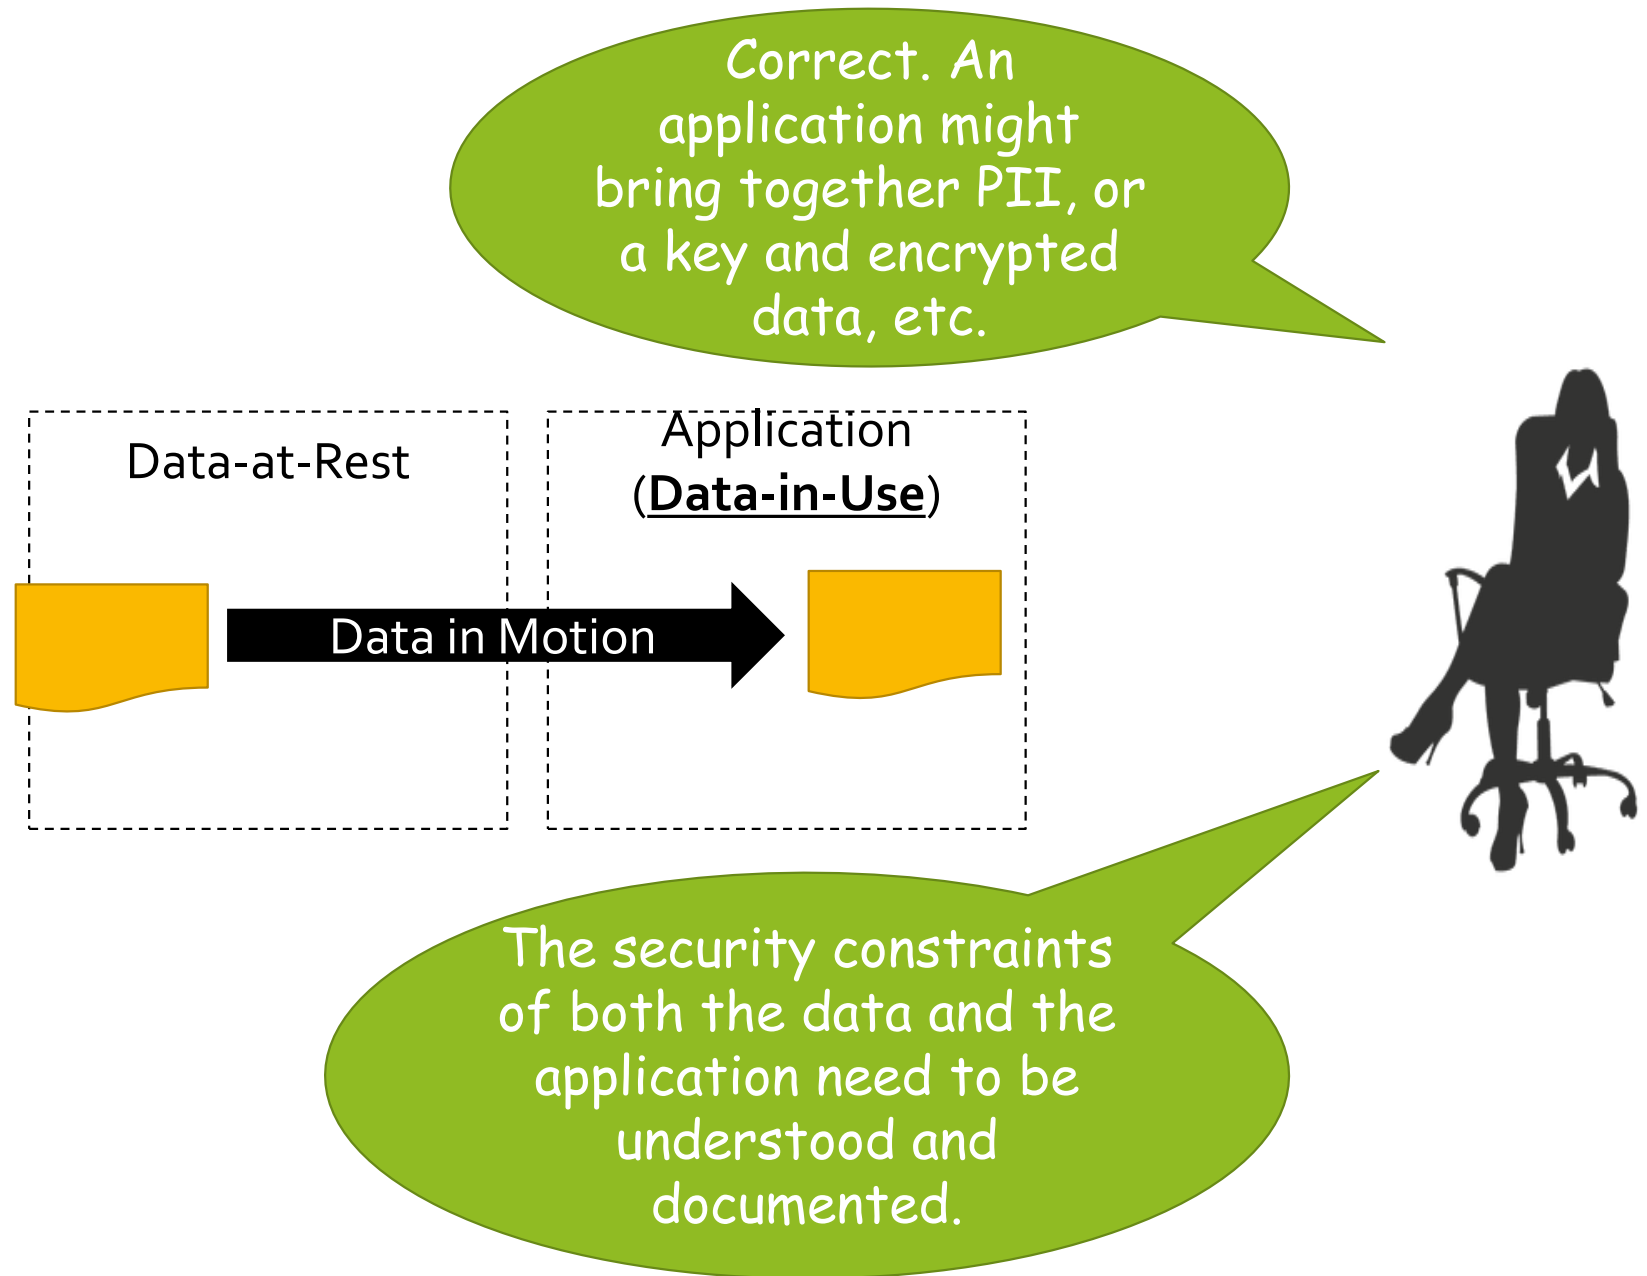 Correct. An
application might
bring together PII, or
a key and encrypted
data, etc.
Data-at-Rest
Application
(Data-in-Use)
Data in Motion
The security constraints
of both the data and the
application need to be
understood and
documented.